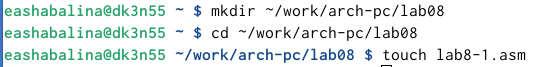 eashabalina@dk3n55 ~ $ mkdir ~/work/arch-pc/lab08
eashabalina@dk3n55 ~ $ cd ~/work/arch-pc/lab08
eashabalina@dk3n55 ~/work/arch-pc/lab08 $ touch lab8-1.asm